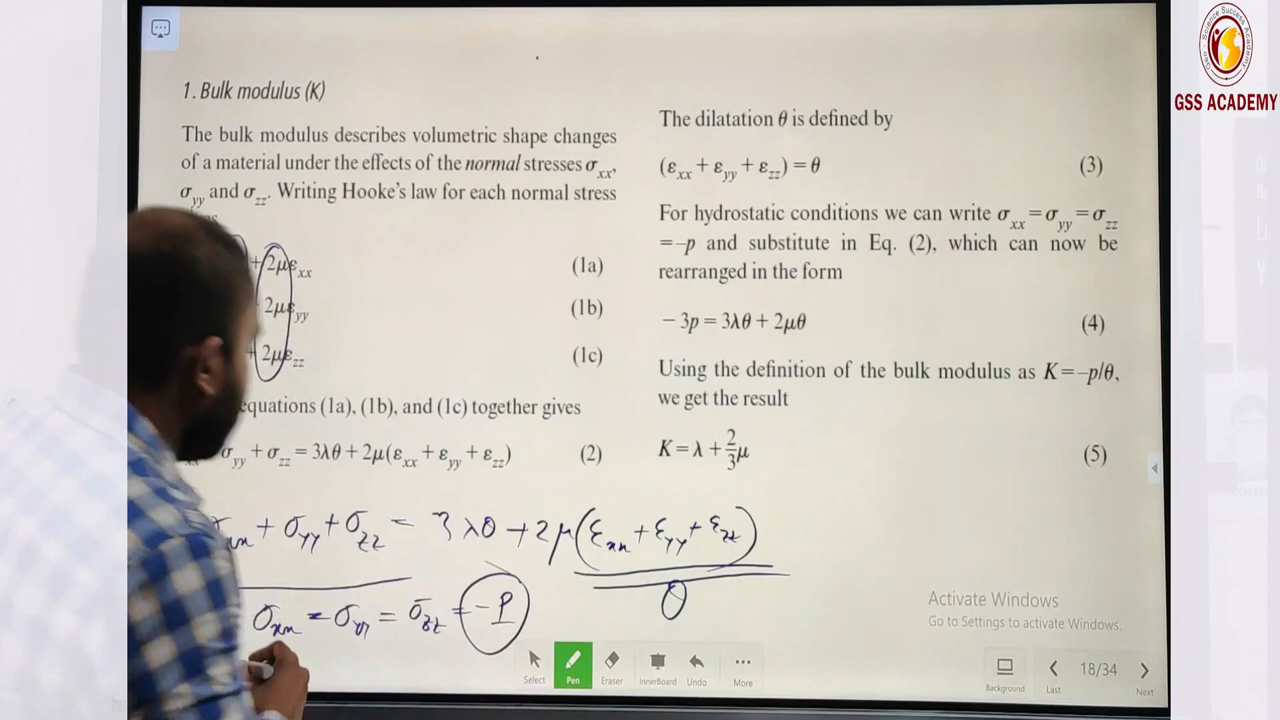 1. Bulk modulus (K)
The bulk modulus describes volumetric shape changes
of a material under the effects of the normal stresses σxx,
σyy and σzz. Writing Hooke's law for each normal stress
+ 2μεxx (1a)
2μεyy (1b)
+ 2μεzz (1c)
equations (1a), (1b), and (1c) together gives
σyy + σzz = 3λθ + 2μ(εxx + εyy + εzz) (2)
The dilatation θ is defined by
(εxx + εyy + εzz) = θ (3)
For hydrostatic conditions we can write σxx = σyy = σzz
= –p and substitute in Eq. (2), which can now be
rearranged in the form
– 3p = 3λθ + 2μθ (4)
Using the definition of the bulk modulus as K = –p/θ,
we get the result
K = λ + 2/3 μ (5)
+ σyy + σzz = 3λθ + 2μ(εxx + εyy + εzz)
θ
σxx = σyy = σzz = -P
Activate Windows
Go to Settings to activate Windows.
Select Pen Eraser InnerBoard Undo More
Background Last 18/34 Next
Geo - Science Success Academy
GSS ACADEMY